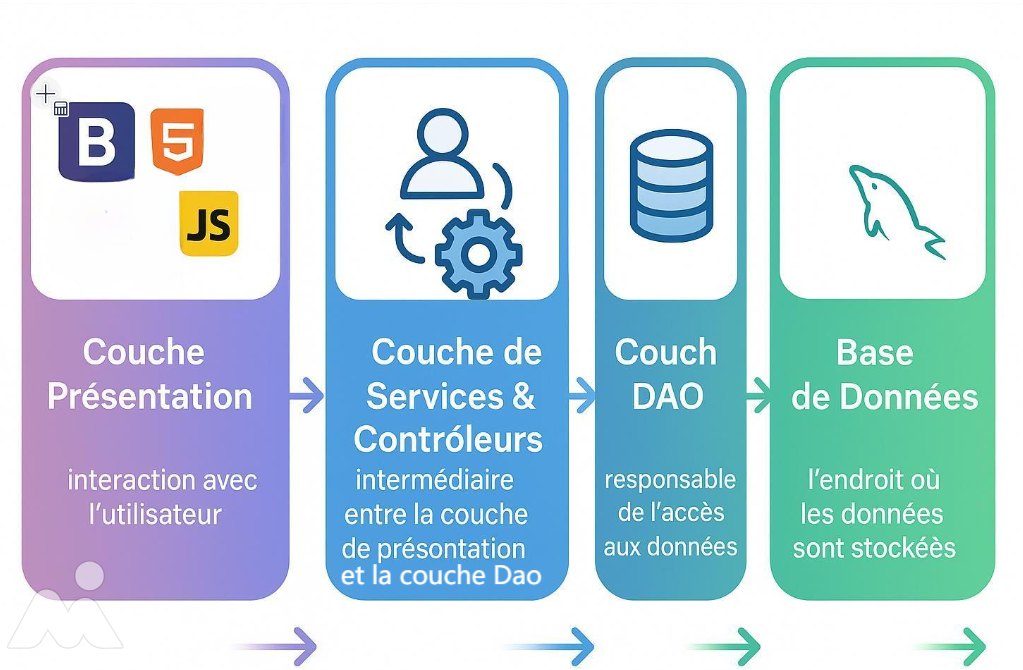 B
5
JS
Couche
Présentation
interaction avec
l'utilisateur
Couche de
Services &
Contróleurs
intermédiaire
entre la couche
de présontation
et la couche Dao
Couch
DAO
responsable
de l'accès
aux données
Base
de Données
l'endroit où
les données
sont stockéès